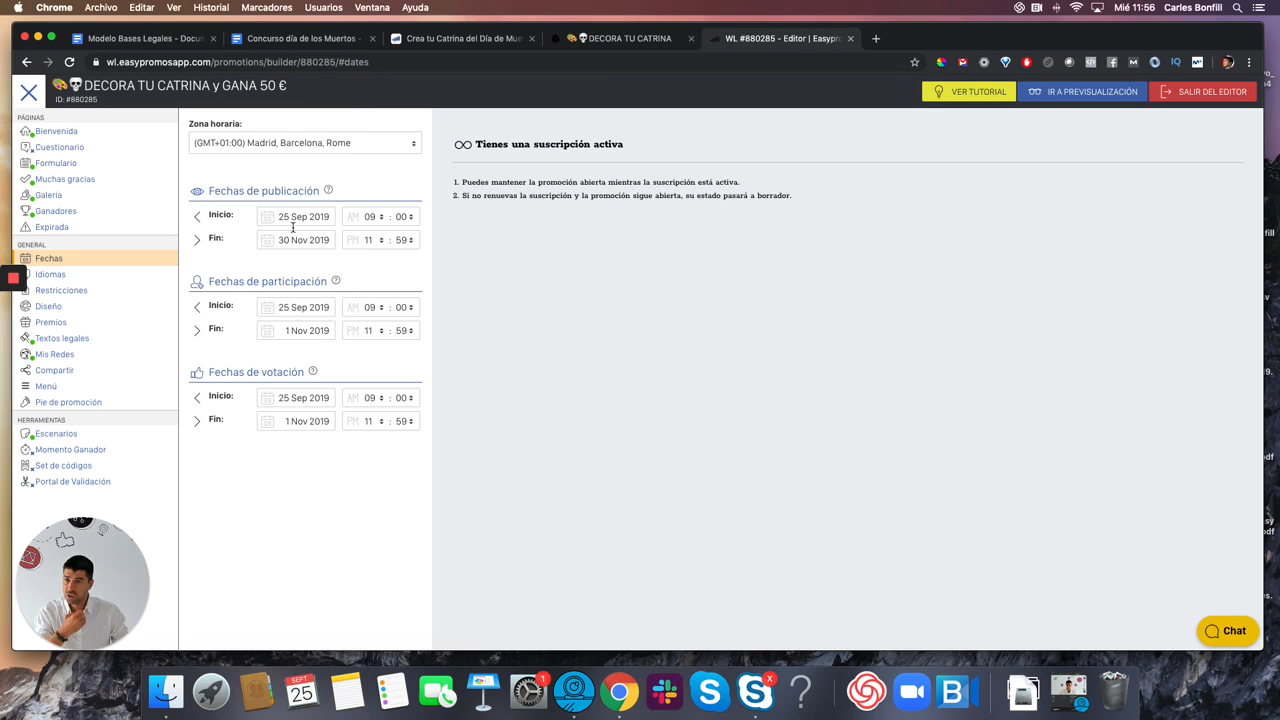 Marcadores Usuarios Ventana Ayuda
Mié 11:56 Carlos Bonfill
Modelo Bases Legales - Docum
Concurso día de los Muertos -
Crea tu Catrina del Día de Mue
🎨💀DECORA TU CATRINA
WL #880285 - Editor | Easypro
wl.easypromosapp.com/promotions/builder/880285/#dates
🎨💀DECORA TU CATRINA y GANA 50 €
ID: #880285
VER TUTORIAL
IR A PREVISUALIZACIÓN
SALIR DEL EDITOR
PÁGINAS
Bienvenida
Cuestionario
Formulario
Muchas gracias
Galería
Ganadores
Expirada
GENERAL
Fechas
Idiomas
Restricciones
Diseño
Premios
Textos legales
Mis Redes
Compartir
Menú
Pie de promoción
HERRAMIENTAS
Escenarios
Momento Ganador
Set de códigos
Portal de Validación
Zona horaria:
(GMT+01:00) Madrid, Barcelona, Rome
Fechas de publicación
Inicio: 25 Sep 2019 AM 09 : 00
Fin: 30 Nov 2019 PM 11 : 59
Fechas de participación
Inicio: 25 Sep 2019 AM 09 : 00
Fin: 1 Nov 2019 PM 11 : 59
Fechas de votación
Inicio: 25 Sep 2019 AM 09 : 00
Fin: 1 Nov 2019 PM 11 : 59
Tienes una suscripción activa
1. Puedes mantener la promoción abierta mientras la suscripción está activa.
2. Si no renuevas la suscripción y la promoción sigue abierta, su estado pasará a borrador.
Chat
SEPT
25
1
X